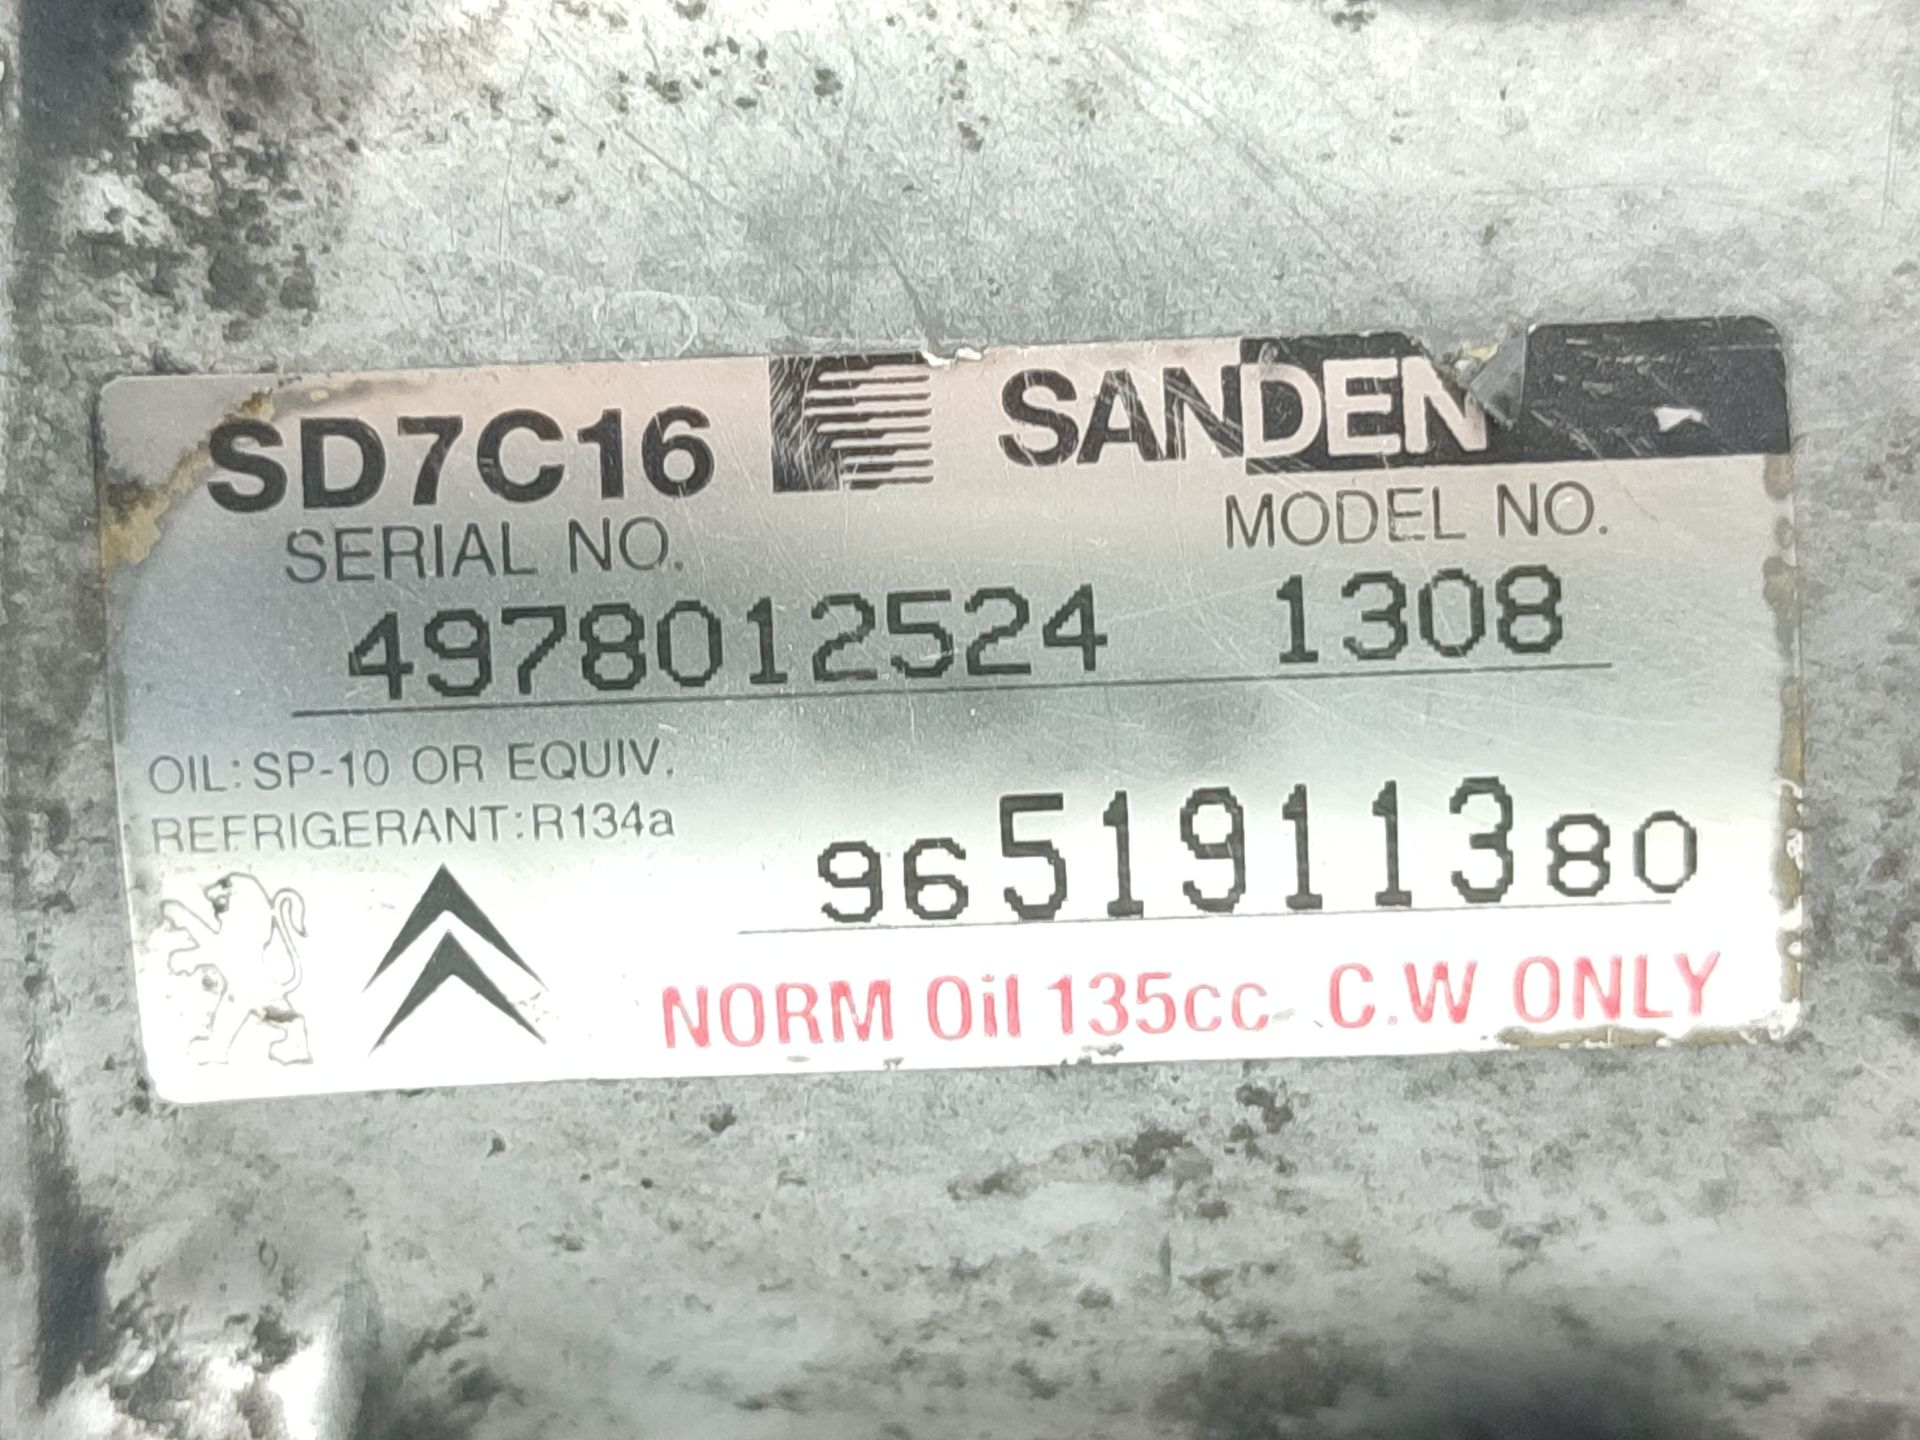 SD7C16 SANDEN
SERIAL NO. MODEL NO.
4978012524 1308
OIL: SP-10 OR EQUIV.
REFRIGERANT: R134a
9651911380
NORM Oil 135cc C.W ONLY